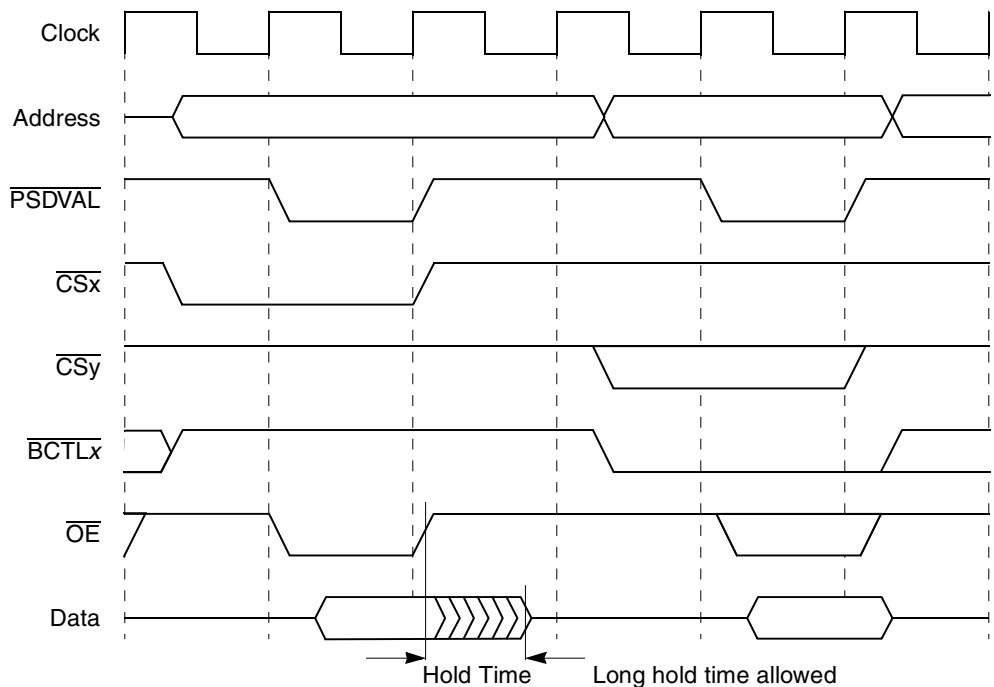 Clock
Address
PSDVAL
CSx
CSy
BCTLx
OE
Data
Hold Time
Long hold time allowed